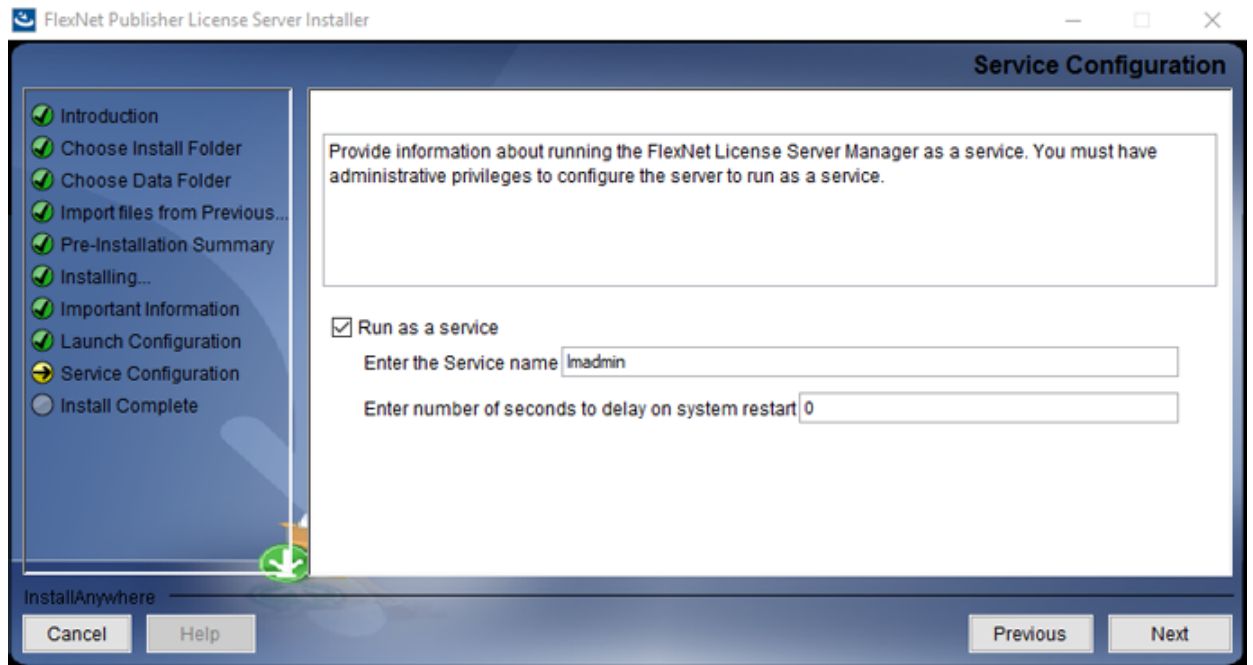 FlexNet Publisher License Server Installer
Service Configuration
Introduction
Choose Install Folder
Choose Data Folder
Import files from Previous...
Pre-Installation Summary
Installing...
Important Information
Launch Configuration
Service Configuration
Install Complete
Provide information about running the FlexNet License Server Manager as a service. You must have
administrative privileges to configure the server to run as a service.
Run as a service
Enter the Service name lmadmin
Enter number of seconds to delay on system restart 0
InstallAnywhere
Cancel Help Previous Next